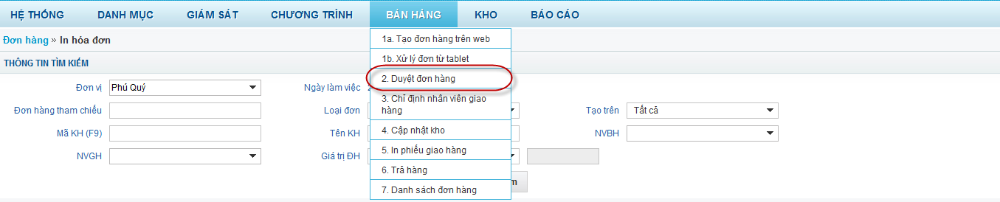 HỆ THỐNG DANH MỤC GIÁM SÁT CHƯƠNG TRÌNH BÁN HÀNG KHO BÁO CÁO
Đơn hàng » In hóa đơn
THÔNG TIN TÌM KIẾM
1a. Tạo đơn hàng trên web
1b. Xử lý đơn từ tablet
2. Duyệt đơn hàng
3. Chỉ định nhân viên giao
hàng
4. Cập nhật kho
5. In phiếu giao hàng
6. Trả hàng
7. Danh sách đơn hàng
Đơn vị Phú Quý Ngày làm việc
Đơn hàng tham chiếu Loại đơn Tạo trên Tất cả
Mã KH (F9) Tên KH NVBH
NVGH Giá trị ĐH